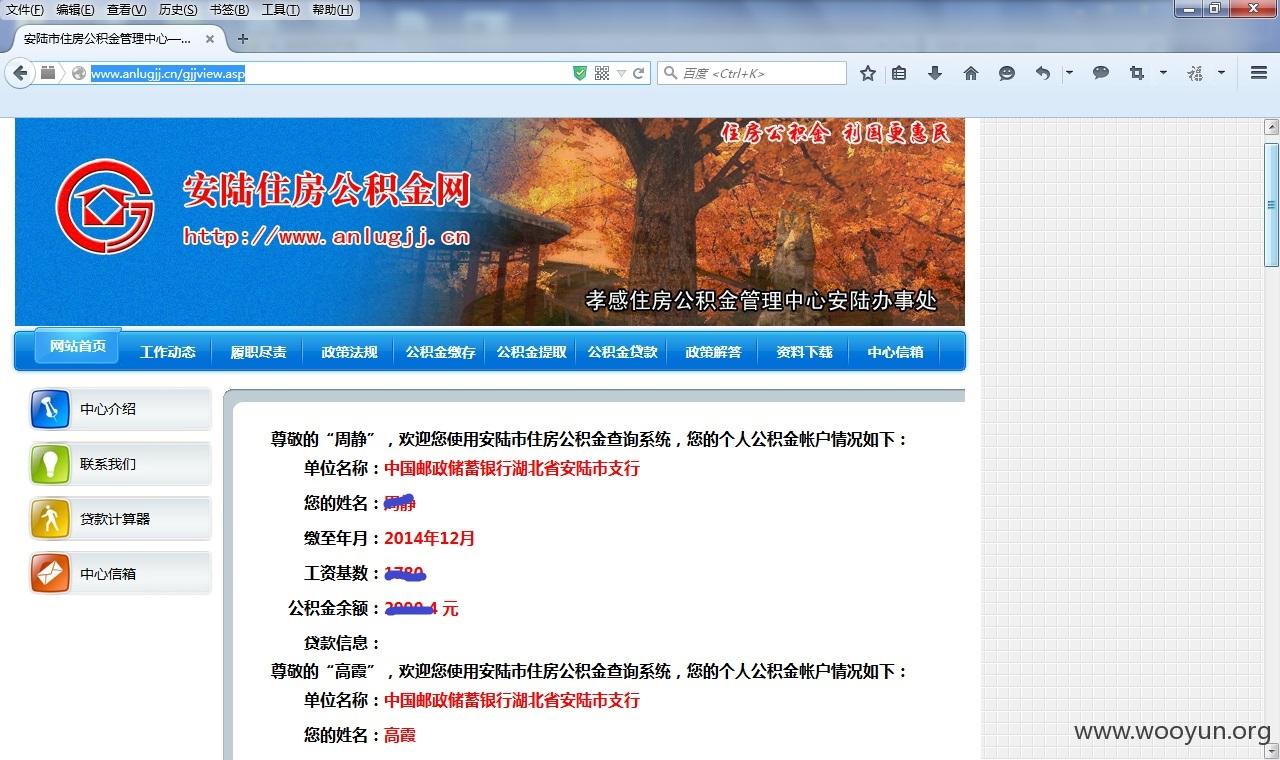 文件(F) 编辑(E) 查看(V) 历史(S) 书签(B) 工具(T) 帮助(H)
安陆市住房公积金管理中心—...
www.anlugjj.cn/gjjview.asp
百度 <Ctrl+K>
住房公积金 利国更惠民
安陆住房公积金网
http://www.anlugjj.cn
孝感住房公积金管理中心安陆办事处
网站首页 工作动态 履职尽责 政策法规 公积金缴存 公积金提取 公积金贷款 政策解答 资料下载 中心信箱
中心介绍
联系我们
贷款计算器
中心信箱
尊敬的“周静”，欢迎您使用安陆市住房公积金查询系统，您的个人公积金帐户情况如下：
单位名称：中国邮政储蓄银行湖北省安陆市支行
您的姓名：
缴至年月：2014年12月
工资基数：
公积金余额：4 元
贷款信息：
尊敬的“高霞”，欢迎您使用安陆市住房公积金查询系统，您的个人公积金帐户情况如下：
单位名称：中国邮政储蓄银行湖北省安陆市支行
您的姓名：高霞
www.wooyun.org